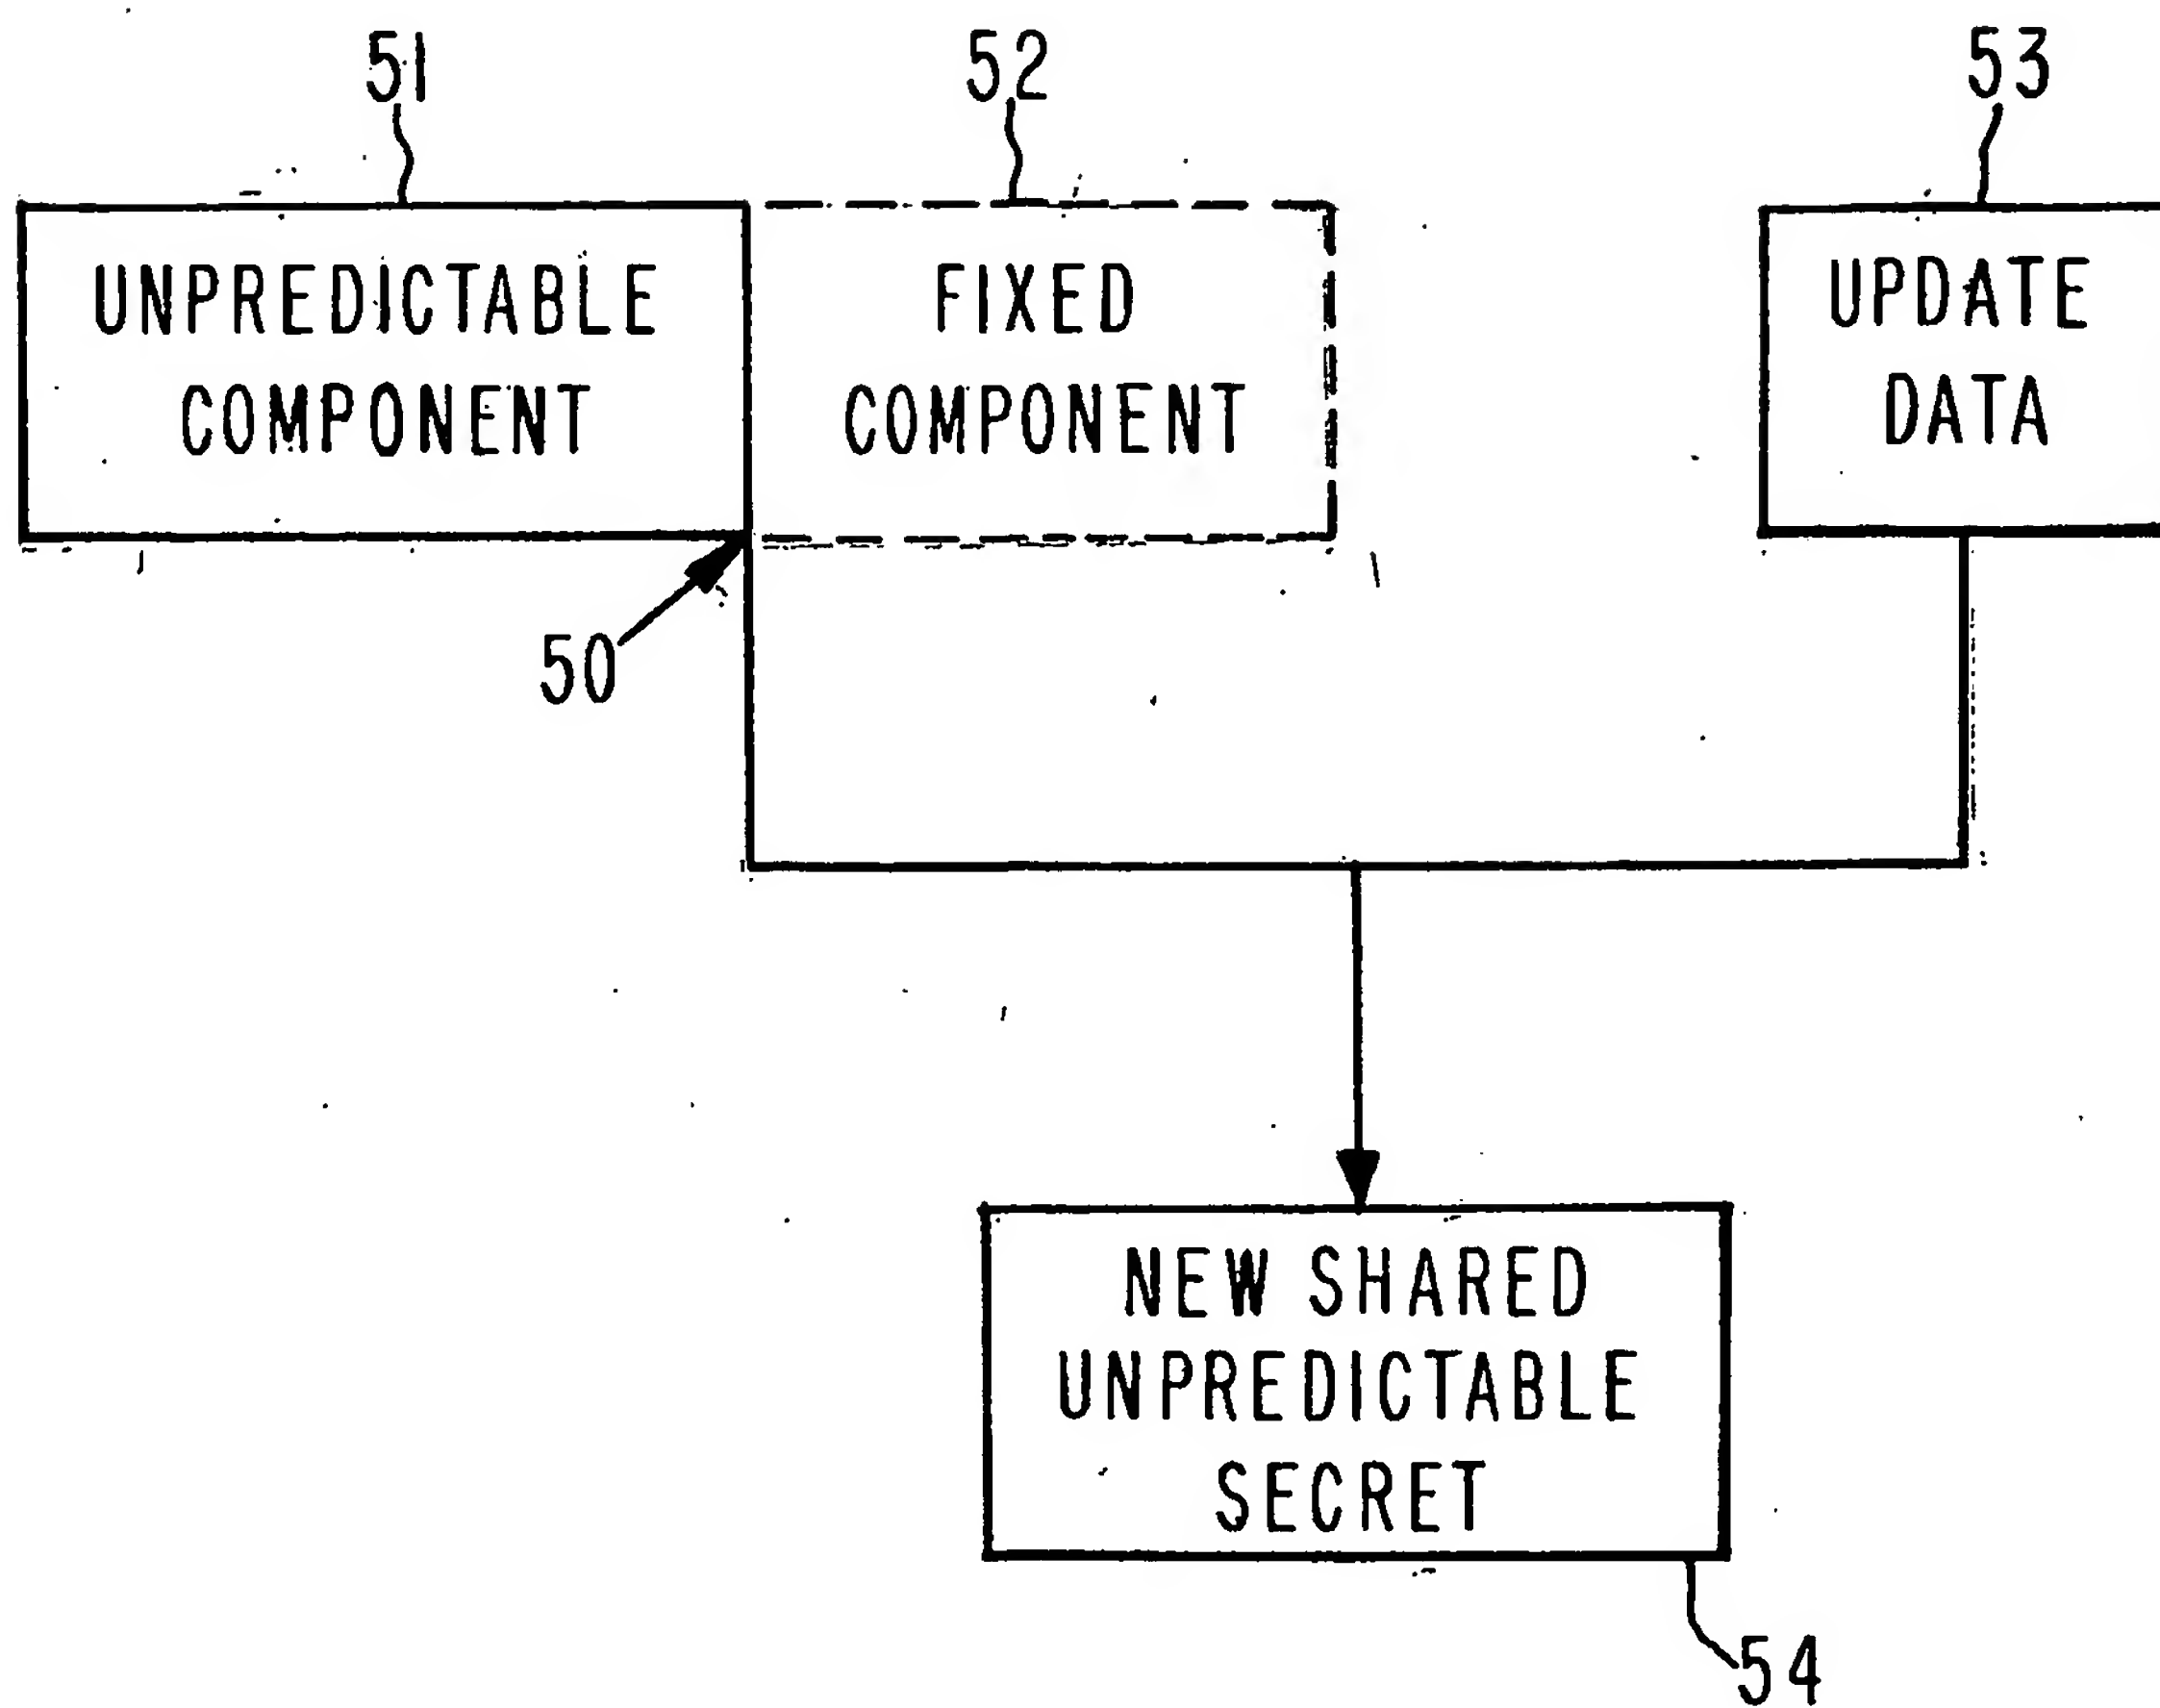 51
52
53
UNPREDICTABLE
COMPONENT
FIXED
COMPONENT
UPDATE
DATA
50
NEW SHARED
UNPREDICTABLE
SECRET
54